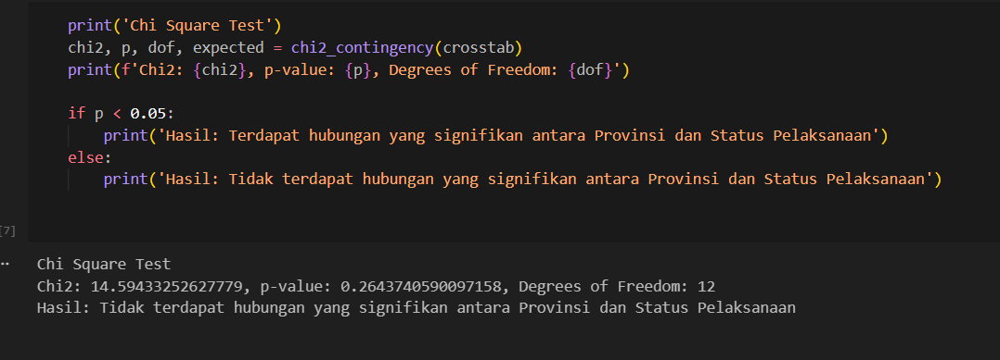 print('Chi Square Test')
chi2, p, dof, expected = chi2_contingency(crosstab)
print(f'Chi2: {chi2}, p-value: {p}, Degrees of Freedom: {dof}')
if p < 0.05:
print('Hasil: Terdapat hubungan yang signifikan antara Provinsi dan Status Pelaksanaan')
else:
print('Hasil: Tidak terdapat hubungan yang signifikan antara Provinsi dan Status Pelaksanaan')
[7]
Chi Square Test
Chi2: 14.59433252627779, p-value: 0.2643740590097158, Degrees of Freedom: 12
Hasil: Tidak terdapat hubungan yang signifikan antara Provinsi dan Status Pelaksanaan